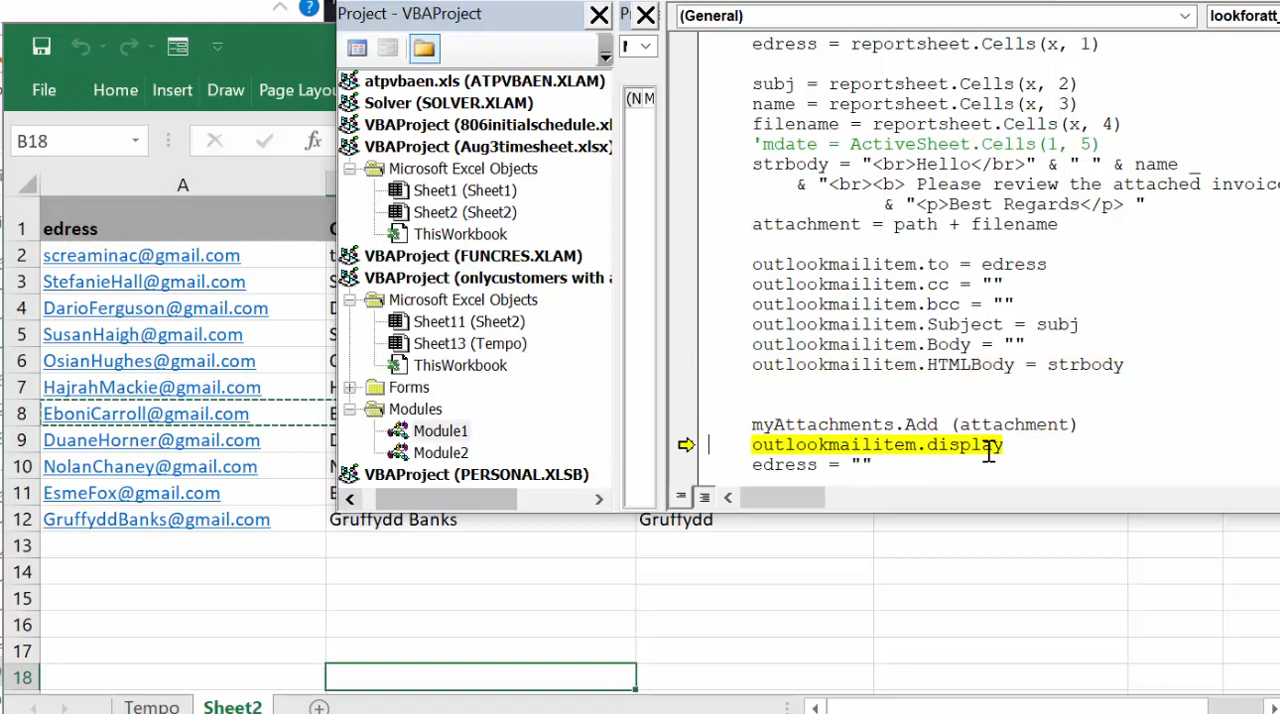 Project - VBAProject
(General)
lookforatt_
edress = reportsheet.Cells(x, 1)
subj = reportsheet.Cells(x, 2)
name = reportsheet.Cells(x, 3)
filename = reportsheet.Cells(x, 4)
'mdate = ActiveSheet.Cells(1, 5)
strbody = "<br>Hello</br>" & " " & name _
& "<br><b> Please review the attached invoic
& "<p>Best Regards</p> "
attachment = path + filename
outlookmailitem.to = edress
outlookmailitem.cc = ""
outlookmailitem.bcc = ""
outlookmailitem.Subject = subj
outlookmailitem.Body = ""
outlookmailitem.HTMLBody = strbody
myAttachments.Add (attachment)
outlookmailitem.display
edress = ""
atpvbaen.xls (ATPVBAEN.XLAM)
Solver (SOLVER.XLAM)
VBAProject (806initialschedule.xl
VBAProject (Aug3timesheet.xlsx)
Microsoft Excel Objects
Sheet1 (Sheet1)
Sheet2 (Sheet2)
ThisWorkbook
VBAProject (FUNCRES.XLAM)
VBAProject (onlycustomers with a
Microsoft Excel Objects
Sheet11 (Sheet2)
Sheet13 (Tempo)
ThisWorkbook
Forms
Modules
Module1
Module2
VBAProject (PERSONAL.XLSB)
(N M
File Home Insert Draw Page Layou
B18 fx
A
1 edress
2 screaminac@gmail.com
3 StefanieHall@gmail.com
4 DarioFerguson@gmail.com
5 SusanHaigh@gmail.com
6 OsianHughes@gmail.com
7 HajrahMackie@gmail.com
8 EboniCarroll@gmail.com
9 DuaneHorner@gmail.com
10 NolanChaney@gmail.com
11 EsmeFox@gmail.com
12 GruffyddBanks@gmail.com Gruffydd Banks Gruffydd
13
14
15
16
17
18
Tempo Sheet2